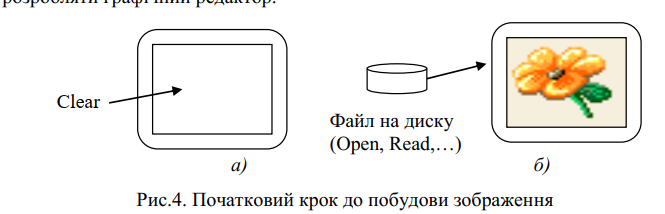 розробляти графічний редактор.
Clear
Файл на диску
(Open, Read,…)
а)
б)
Рис.4. Початковий крок до побудови зображення